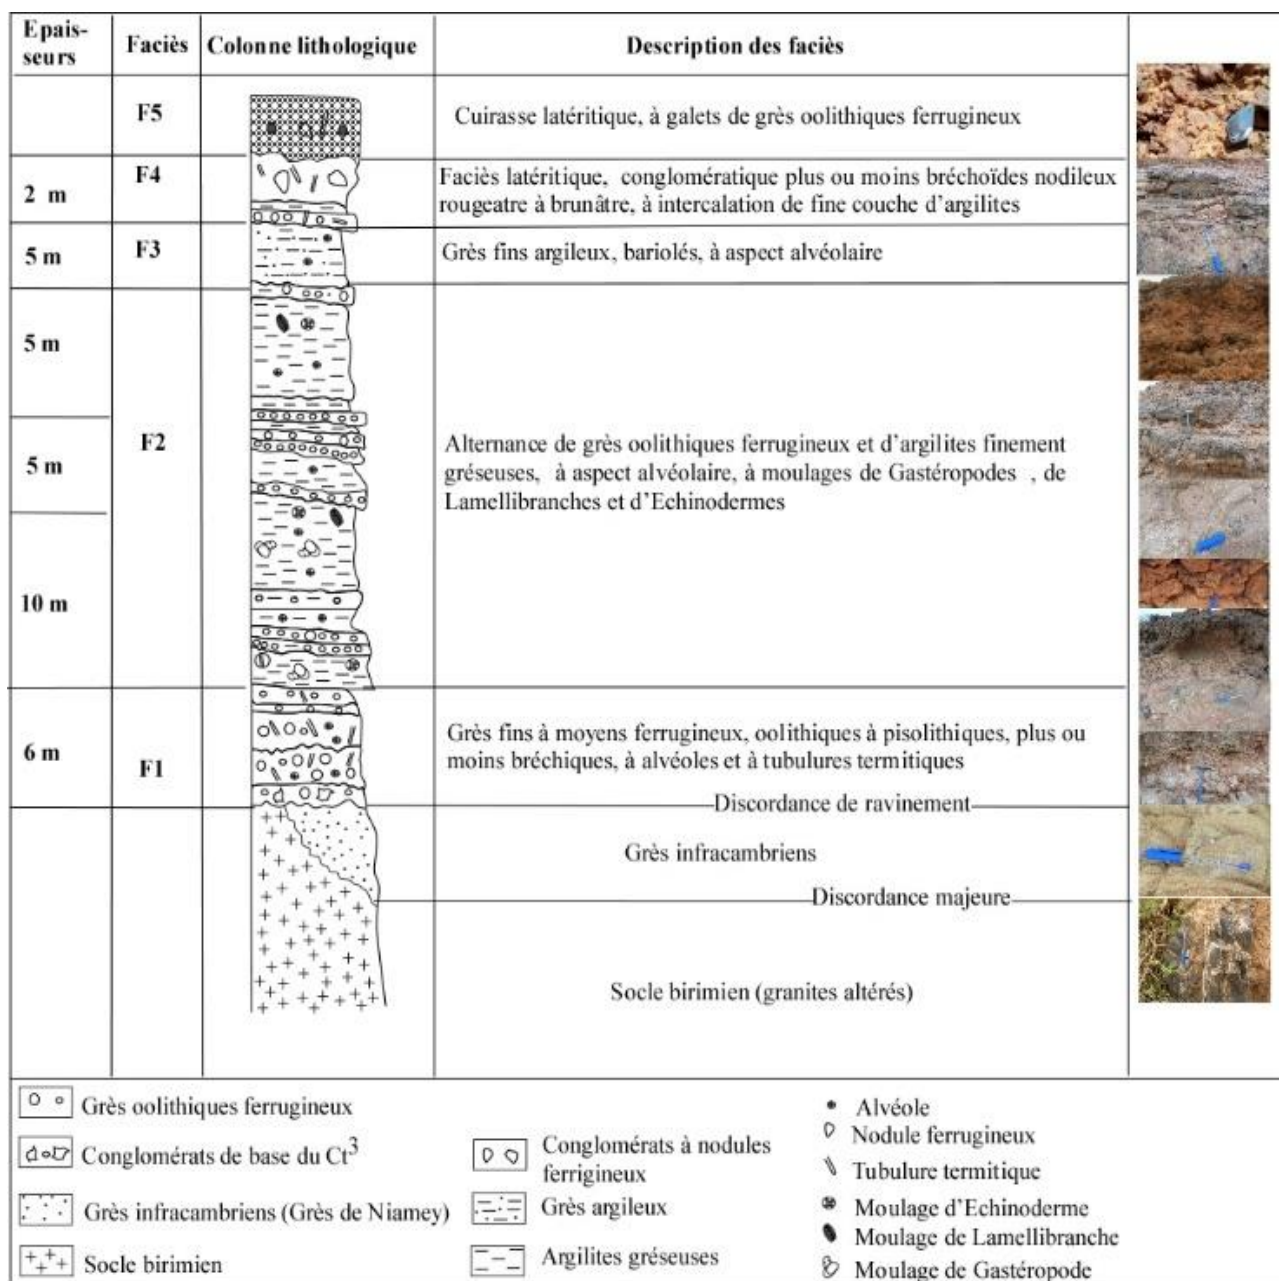 Epais-
seurs
Faciès
Colonne lithologique
Description des faciès
F5
Cuirasse latéritique, à galets de grès oolithiques ferrugineux
2 m
F4
Faciès latéritique, conglomératique plus ou moins bréchoïdes nodileux
rougeatre à brunâtre, à intercalation de fine couche d'argilites
5 m
F3
Grès fins argileux, bariolés, à aspect alvéolaire
5 m
5 m
10 m
F2
Alternance de grès oolithiques ferrugineux et d'argilites finement
gréseuses, à aspect alvéolaire, à moulages de Gastéropodes , de
Lamellibranches et d'Echinodermes
6 m
F1
Grès fins à moyens ferrugineux, oolithiques à pisolithiques, plus ou
moins bréchiques, à alvéoles et à tubulures termitiques
Discordance de ravinement
Grès infracambriens
Discordance majeure
Socle birimien (granites altérés)
Grès oolithiques ferrugineux
Conglomérats de base du Ct3
Grès infracambriens (Grès de Niamey)
Socle birimien
Conglomérats à nodules
ferrigineux
Grès argileux
Argilites gréseuses
Alvéole
Nodule ferrugineux
Tubulure termitique
Moulage d'Echinoderme
Moulage de Lamellibranche
Moulage de Gastéropode